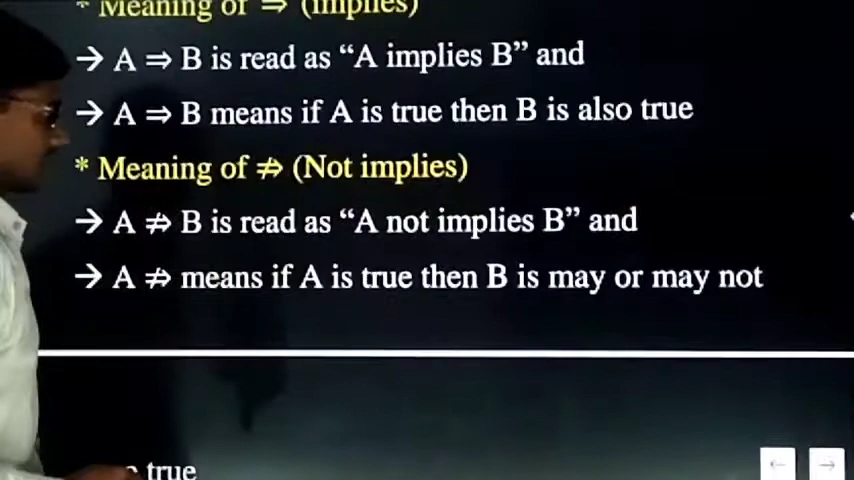 * Meaning of ⇒ (Implies)
→ A ⇒ B is read as “A implies B” and
→ A ⇒ B means if A is true then B is also true
* Meaning of ⇏ (Not implies)
→ A ⇏ B is read as “A not implies B” and
→ A ⇏ means if A is true then B is may or may not
true